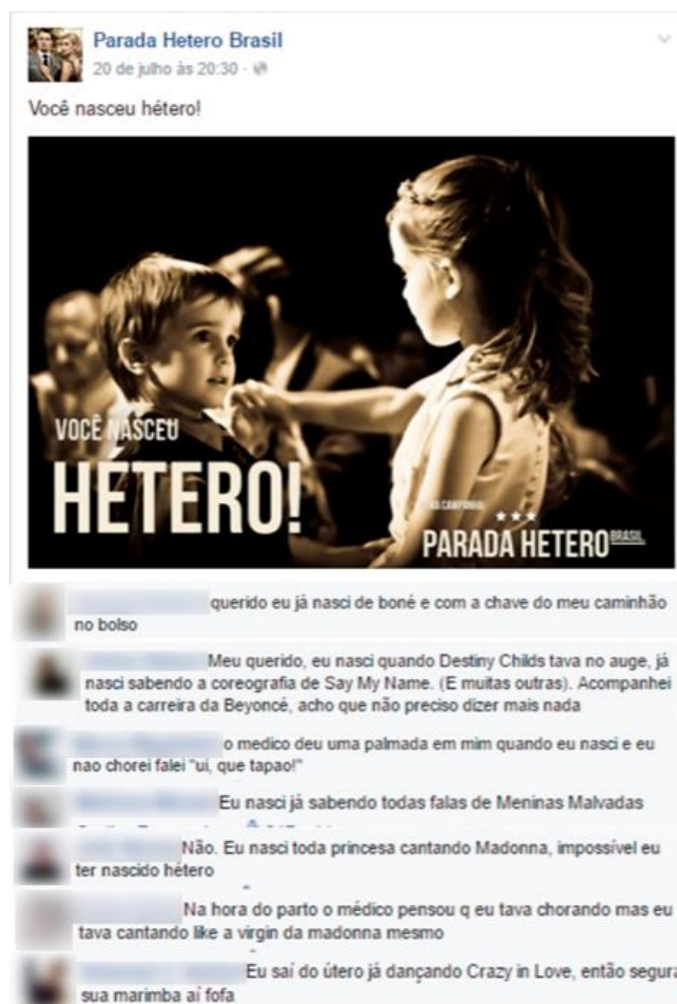 Parada Hetero Brasil
20 de julho às 20:30
Você nasceu hétero!
VOCÊ NASCEU
HÉTERO!
CAMPANHA
PARADA HETERO BRASIL
querido eu já nasci de boné e com a chave do meu caminhão
no bolso
Meu querido, eu nasci quando Destiny Childs tava no auge, já
nasci sabendo a coreografia de Say My Name. (E muitas outras). Acompanhei
toda a carreira da Beyoncé, acho que não preciso dizer mais nada
o medico deu uma palmada em mim quando eu nasci e eu
nao chorei falei "ui, que tapao!"
Eu nasci já sabendo todas falas de Meninas Malvadas
Não. Eu nasci toda princesa cantando Madonna, impossível eu
ter nascido hétero
Na hora do parto o médico pensou q eu tava chorando mas eu
tava cantando like a virgin da madonna mesmo
Eu saí do útero já dançando Crazy in Love, então segura
sua marimba aí fofa